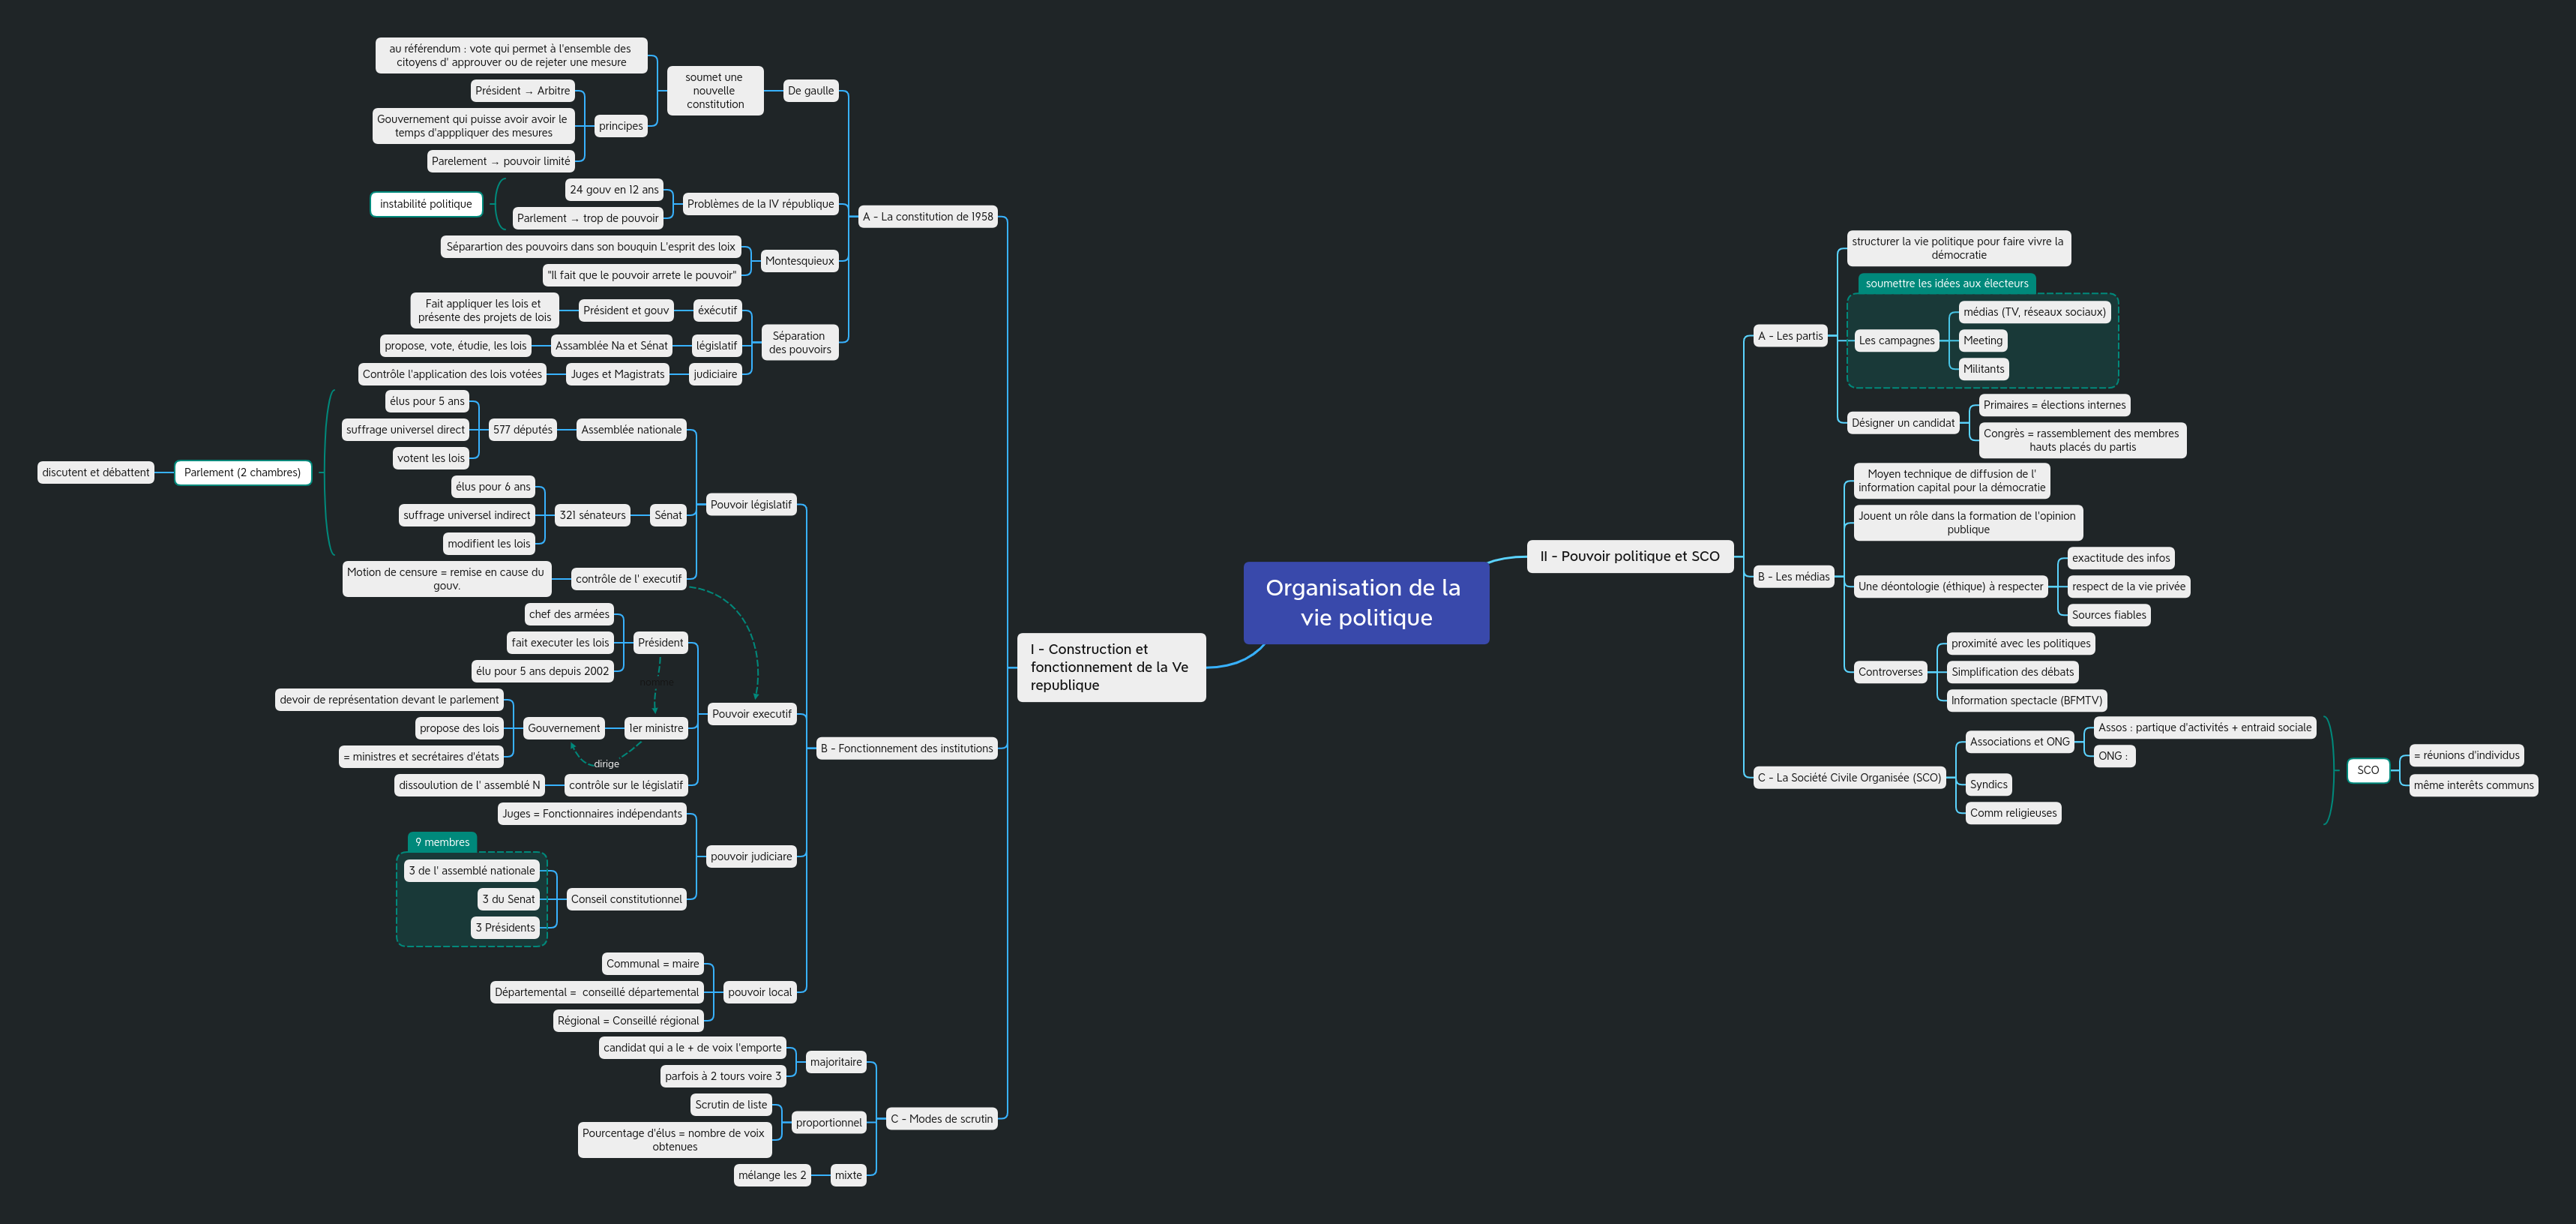 Organisation de la
vie politique
I - Construction et
fonctionnement de la Ve
republique
A - La constitution de 1958
De gaulle
soumet une
nouvelle
constitution
au référendum : vote qui permet à l'ensemble des
citoyens d' approuver ou de rejeter une mesure
principes
Président → Arbitre
Gouvernement qui puisse avoir avoir le
temps d'apppliquer des mesures
Parelement → pouvoir limité
Problèmes de la IV république
24 gouv en 12 ans
Parlement → trop de pouvoir
instabilité politique
Montesquieux
Séparartion des pouvoirs dans son bouquin L'esprit des loix
"Il fait que le pouvoir arrete le pouvoir"
Séparation
des pouvoirs
éxécutif
Président et gouv
Fait appliquer les lois et
présente des projets de lois
législatif
Assamblée Na et Sénat
propose, vote, étudie, les lois
judiciaire
Juges et Magistrats
Contrôle l'application des lois votées
B - Fonctionnement des institutions
Pouvoir législatif
Assemblée nationale
577 députés
élus pour 5 ans
suffrage universel direct
votent les lois
Sénat
321 sénateurs
élus pour 6 ans
suffrage universel indirect
modifient les lois
Parlement (2 chambres)
discutent et débattent
contrôle de l' executif
Motion de censure = remise en cause du
gouv.
Pouvoir executif
Président
chef des armées
fait executer les lois
élu pour 5 ans depuis 2002
nomme
1er ministre
Gouvernement
devoir de représentation devant le parlement
propose des lois
= ministres et secrétaires d'états
dirige
contrôle sur le législatif
dissoulution de l' assemblé N
pouvoir judiciare
Juges = Fonctionnaires indépendants
Conseil constitutionnel
9 membres
3 de l' assemblé nationale
3 du Senat
3 Présidents
pouvoir local
Communal = maire
Départemental =  conseillé départemental
Régional = Conseillé régional
C - Modes de scrutin
majoritaire
candidat qui a le + de voix l'emporte
parfois à 2 tours voire 3
proportionnel
Scrutin de liste
Pourcentage d'élus = nombre de voix
obtenues
mixte
mélange les 2
II - Pouvoir politique et SCO
A - Les partis
structurer la vie politique pour faire vivre la
démocratie
soumettre les idées aux électeurs
Les campagnes
médias (TV, réseaux sociaux)
Meeting
Militants
Désigner un candidat
Primaires = élections internes
Congrès = rassemblement des membres
hauts placés du partis
B - Les médias
Moyen technique de diffusion de l'
information capital pour la démocratie
Jouent un rôle dans la formation de l'opinion
publique
Une déontologie (éthique) à respecter
exactitude des infos
respect de la vie privée
Sources fiables
Controverses
proximité avec les politiques
Simplification des débats
Information spectacle (BFMTV)
C - La Société Civile Organisée (SCO)
Associations et ONG
Assos : partique d'activités + entraid sociale
ONG :
Syndics
Comm religieuses
SCO
= réunions d'individus
même interêts communs